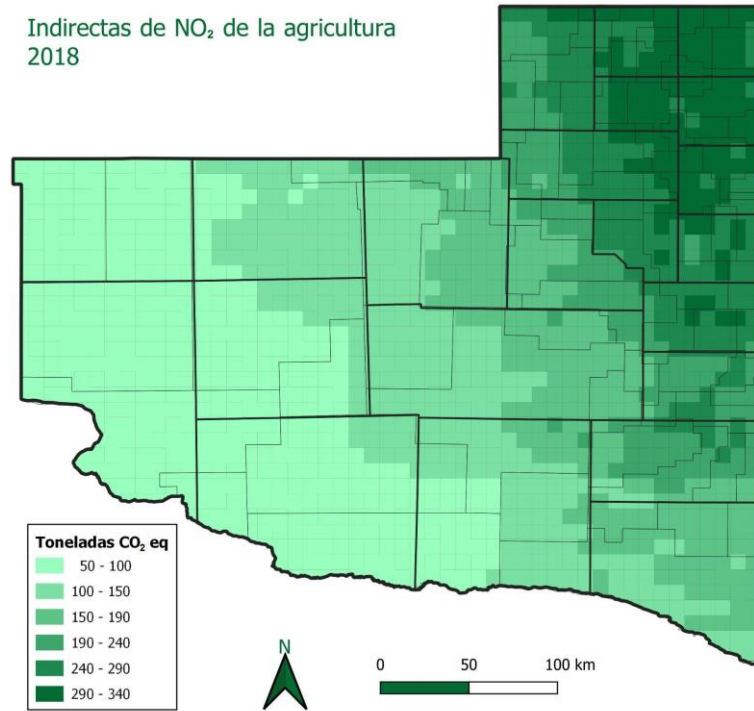 Indirectas de NO₂ de la agricultura
2018
Toneladas CO₂ eq
50 - 100
100 - 150
150 - 190
190 - 240
240 - 290
290 - 340
N
0 50 100 km